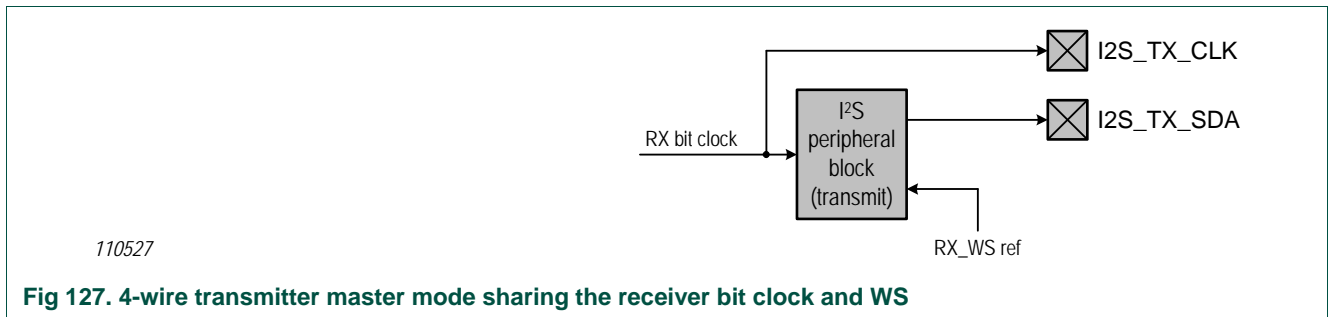 I2S_TX_CLK
I2S_TX_SDA
RX bit clock
I²S
peripheral
block
(transmit)
RX_WS ref
110527
Fig 127. 4-wire transmitter master mode sharing the receiver bit clock and WS